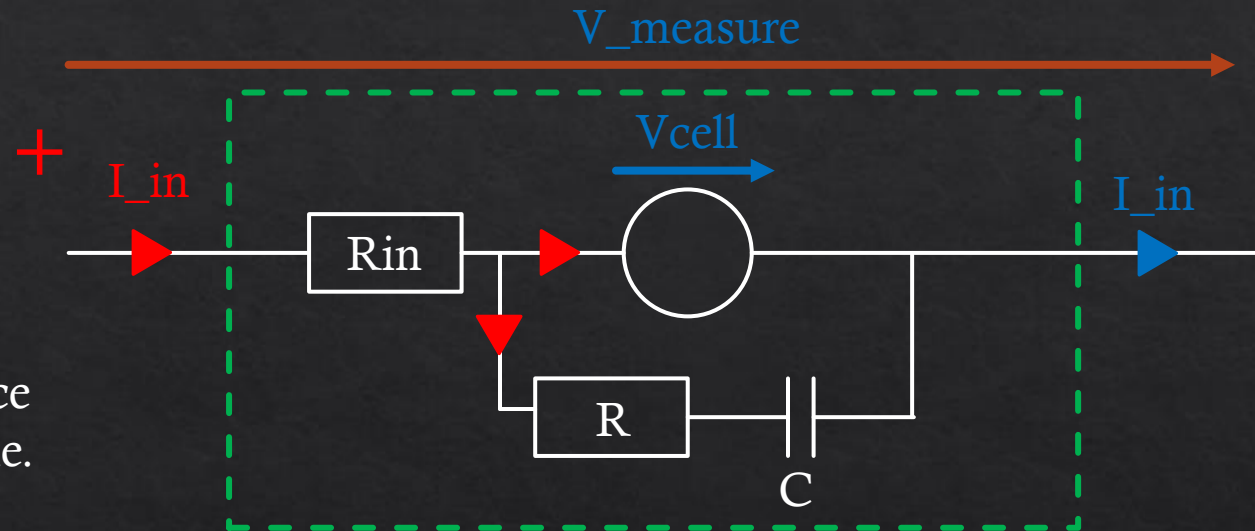 V_measure
Vcell
+
I_in
I_in
Rin
R
C
ce
e.